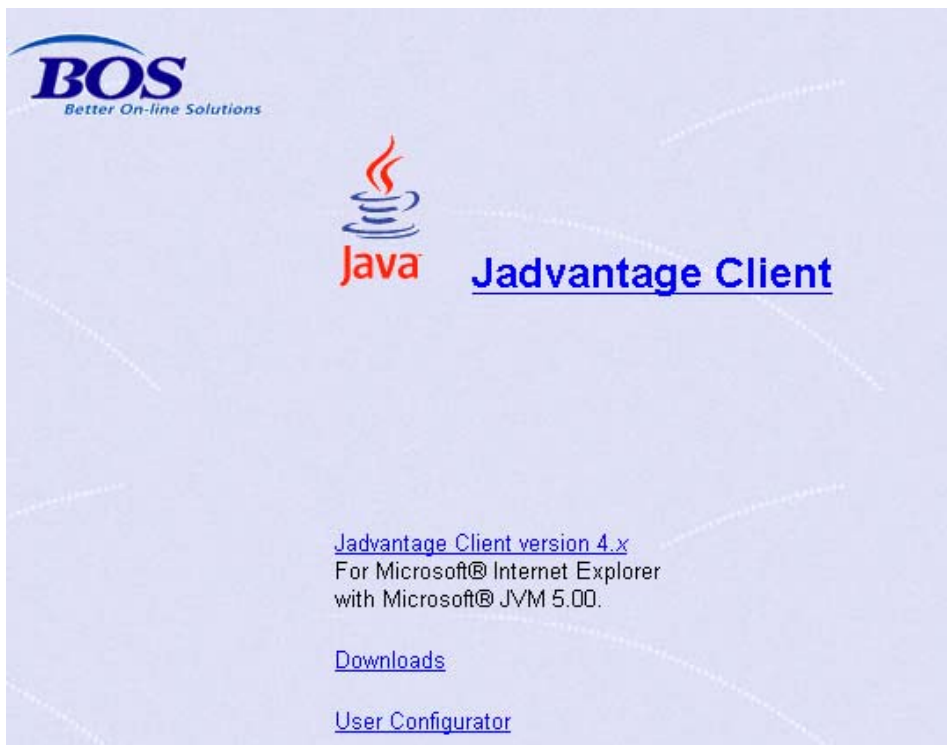 BOS
Better On-line Solutions
Java
Jadvantage Client
Jadvantage Client version 4.x
For Microsoft® Internet Explorer
with Microsoft® JVM 5.00.
Downloads
User Configurator